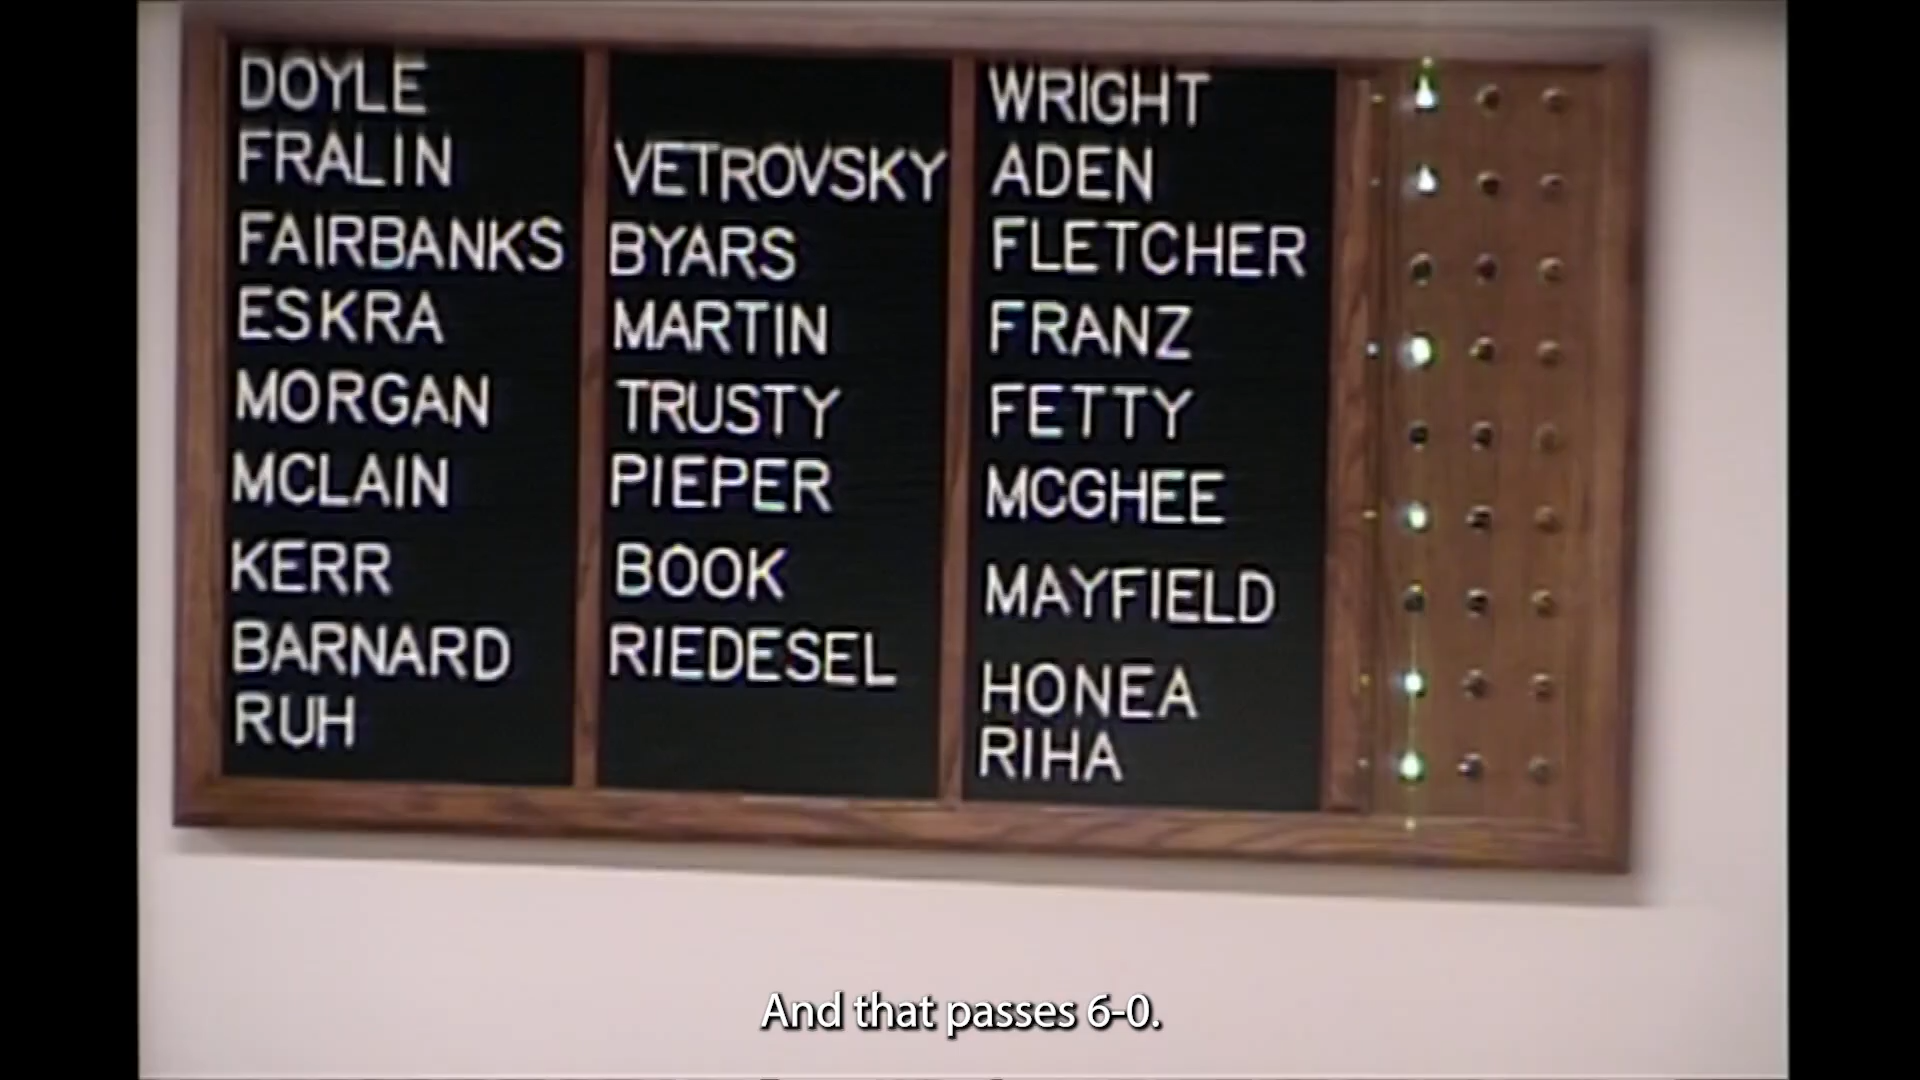 DOYLE
FRALIN
FAIRBANKS
ESKRA
MORGAN
MCLAIN
KERR
BARNARD
RUH
VETROVSKY
BYARS
MARTIN
TRUSTY
PIEPER
BOOK
RIEDESEL
WRIGHT
ADEN
FLETCHER
FRANZ
FETTY
MCGHEE
MAYFIELD
HONEA
RIHA
And that passes 6-0.